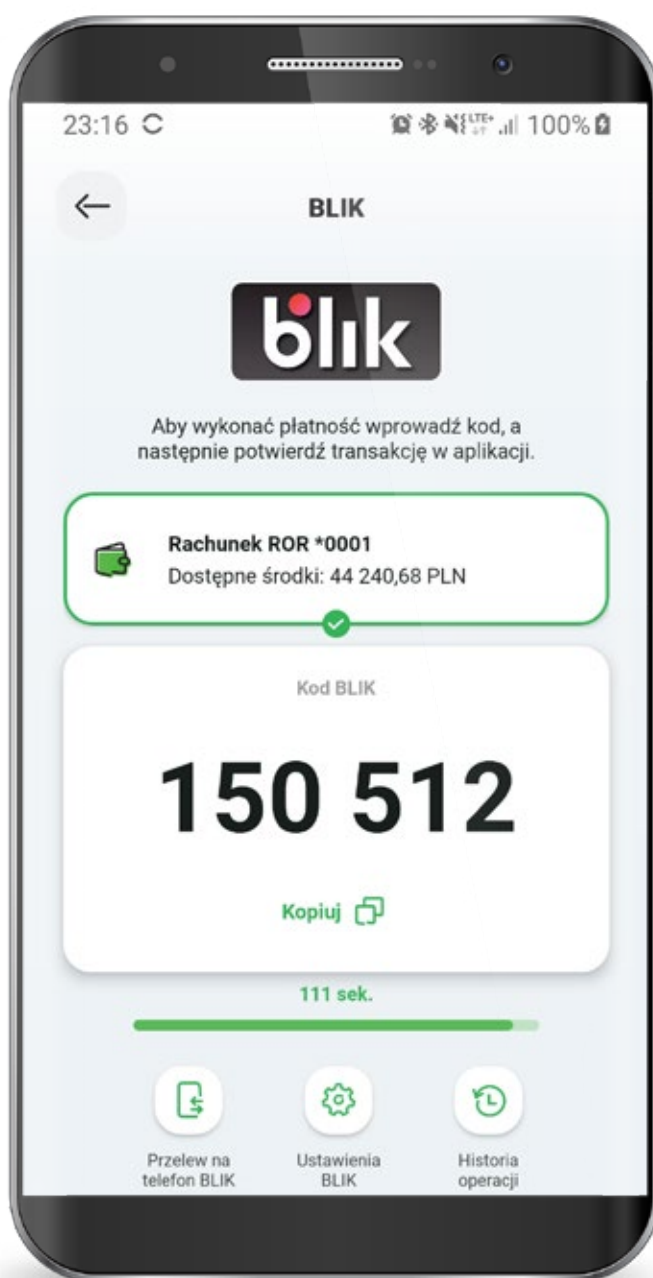 23:16
LTE+
100%
BLIK
blik
Aby wykonać płatność wprowadź kod, a
następnie potwierdź transakcję w aplikacji.
Rachunek ROR *0001
Dostępne środki: 44 240,68 PLN
Kod BLIK
150 512
Kopiuj
111 sek.
Przelew na
telefon BLIK
Ustawienia
BLIK
Historia
operacji